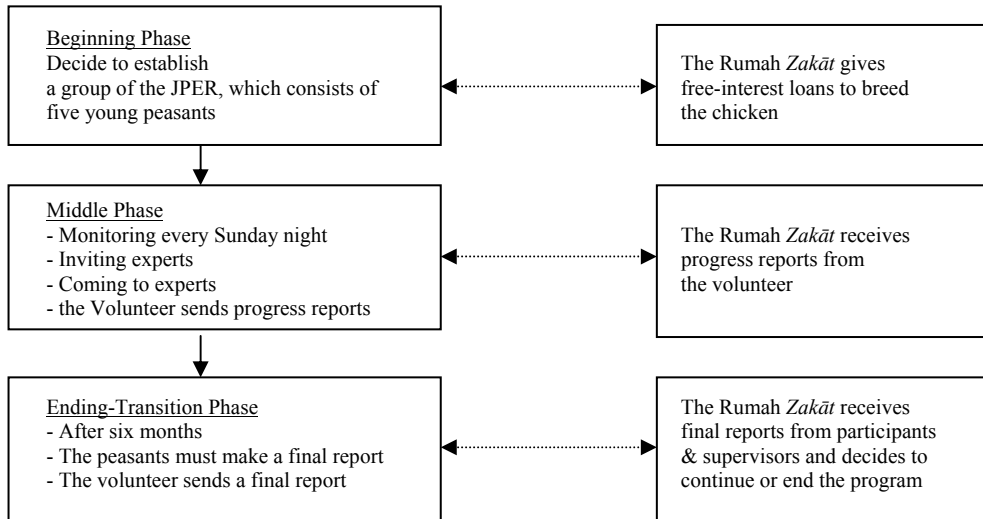 Beginning Phase
Decide to establish
a group of the JPER, which consists of
five young peasants
The Rumah Zakāt gives
free-interest loans to breed
the chicken
Middle Phase
- Monitoring every Sunday night
- Inviting experts
- Coming to experts
- the Volunteer sends progress reports
The Rumah Zakāt receives
progress reports from
the volunteer
Ending-Transition Phase
- After six months
- The peasants must make a final report
- The volunteer sends a final report
The Rumah Zakāt receives
final reports from participants
& supervisors and decides to
continue or end the program